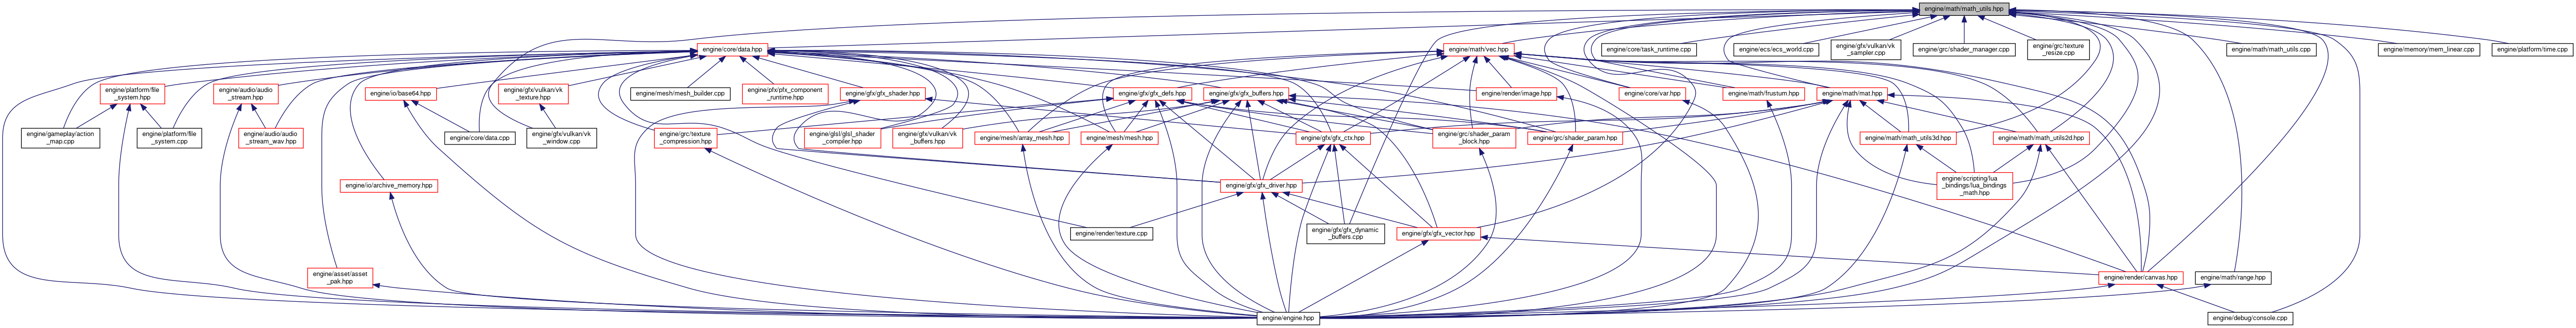 engine/math/math_utils.hpp
engine/core/data.hpp
engine/math/vec.hpp
engine/core/task_runtime.cpp
engine/ecs/ecs_world.cpp
engine/gfx/vulkan/vk
_sampler.cpp
engine/grc/shader_manager.cpp
engine/grc/texture
_resize.cpp
engine/math/math_utils.cpp
engine/memory/mem_linear.cpp
engine/platform/time.cpp
engine/platform/file
_system.hpp
engine/audio/audio
_stream.hpp
engine/io/base64.hpp
engine/gfx/vulkan/vk
_texture.hpp
engine/mesh/mesh_builder.cpp
engine/pfx/pfx_component
_runtime.hpp
engine/gfx/gfx_shader.hpp
engine/gfx/gfx_defs.hpp
engine/gfx/gfx_buffers.hpp
engine/render/image.hpp
engine/core/var.hpp
engine/math/frustum.hpp
engine/math/mat.hpp
engine/gameplay/action
_map.cpp
engine/platform/file
_system.cpp
engine/audio/audio
_stream_wav.hpp
engine/core/data.cpp
engine/gfx/vulkan/vk
_window.cpp
engine/grc/texture
_compression.hpp
engine/glsl/glsl_shader
_compiler.hpp
engine/gfx/vulkan/vk
_buffers.hpp
engine/mesh/array_mesh.hpp
engine/mesh/mesh.hpp
engine/gfx/gfx_ctx.hpp
engine/grc/shader_param
_block.hpp
engine/grc/shader_param.hpp
engine/math/math_utils3d.hpp
engine/math/math_utils2d.hpp
engine/io/archive_memory.hpp
engine/gfx/gfx_driver.hpp
engine/scripting/lua
_bindings/lua_bindings
_math.hpp
engine/render/texture.cpp
engine/gfx/gfx_dynamic
_buffers.cpp
engine/gfx/gfx_vector.hpp
engine/asset/asset
_pak.hpp
engine/render/canvas.hpp
engine/math/range.hpp
engine/engine.hpp
engine/debug/console.cpp